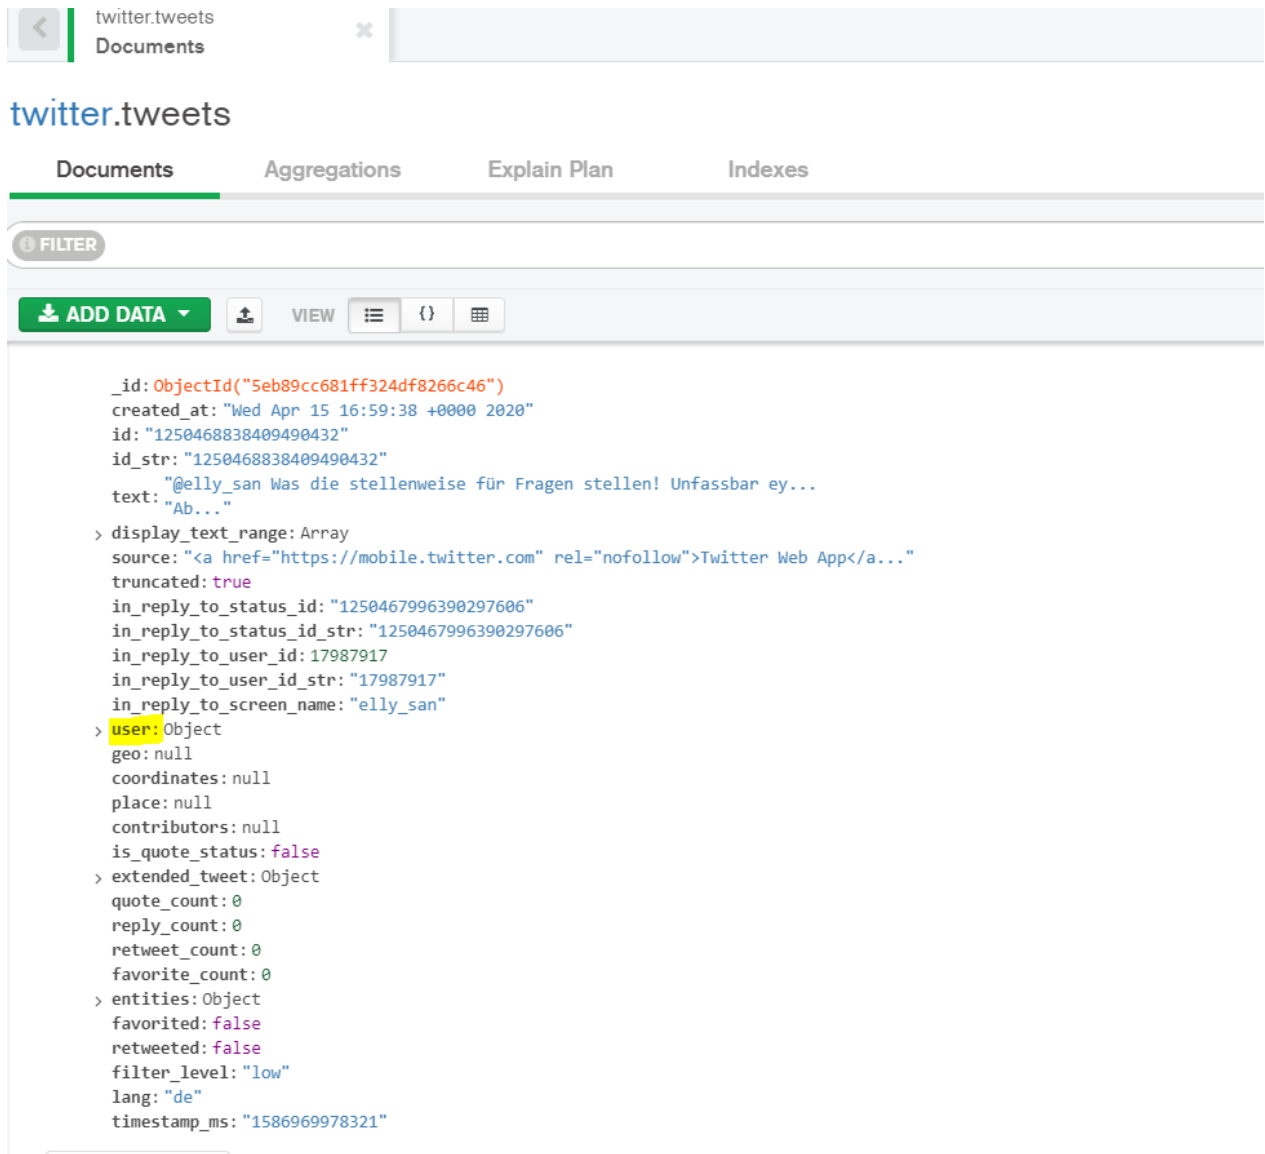 twitter.tweets
Documents
twitter.tweets
Documents Aggregations Explain Plan Indexes
FILTER
ADD DATA VIEW {}
_id: ObjectId("5eb89cc681ff324df8266c46")
created_at: "Wed Apr 15 16:59:38 +0000 2020"
id: "1250468838409490432"
id_str: "1250468838409490432"
text: "@elly_san Was die stellenweise für Fragen stellen! Unfassbar ey...
"Ab..."
display_text_range: Array
source: "<a href="https://mobile.twitter.com" rel="nofollow">Twitter Web App</a..."
truncated: true
in_reply_to_status_id: "1250467996390297606"
in_reply_to_status_id_str: "1250467996390297606"
in_reply_to_user_id: 17987917
in_reply_to_user_id_str: "17987917"
in_reply_to_screen_name: "elly_san"
user: Object
geo: null
coordinates: null
place: null
contributors: null
is_quote_status: false
extended_tweet: Object
quote_count: 0
reply_count: 0
retweet_count: 0
favorite_count: 0
entities: Object
favorited: false
retweeted: false
filter_level: "low"
lang: "de"
timestamp_ms: "1586969978321"